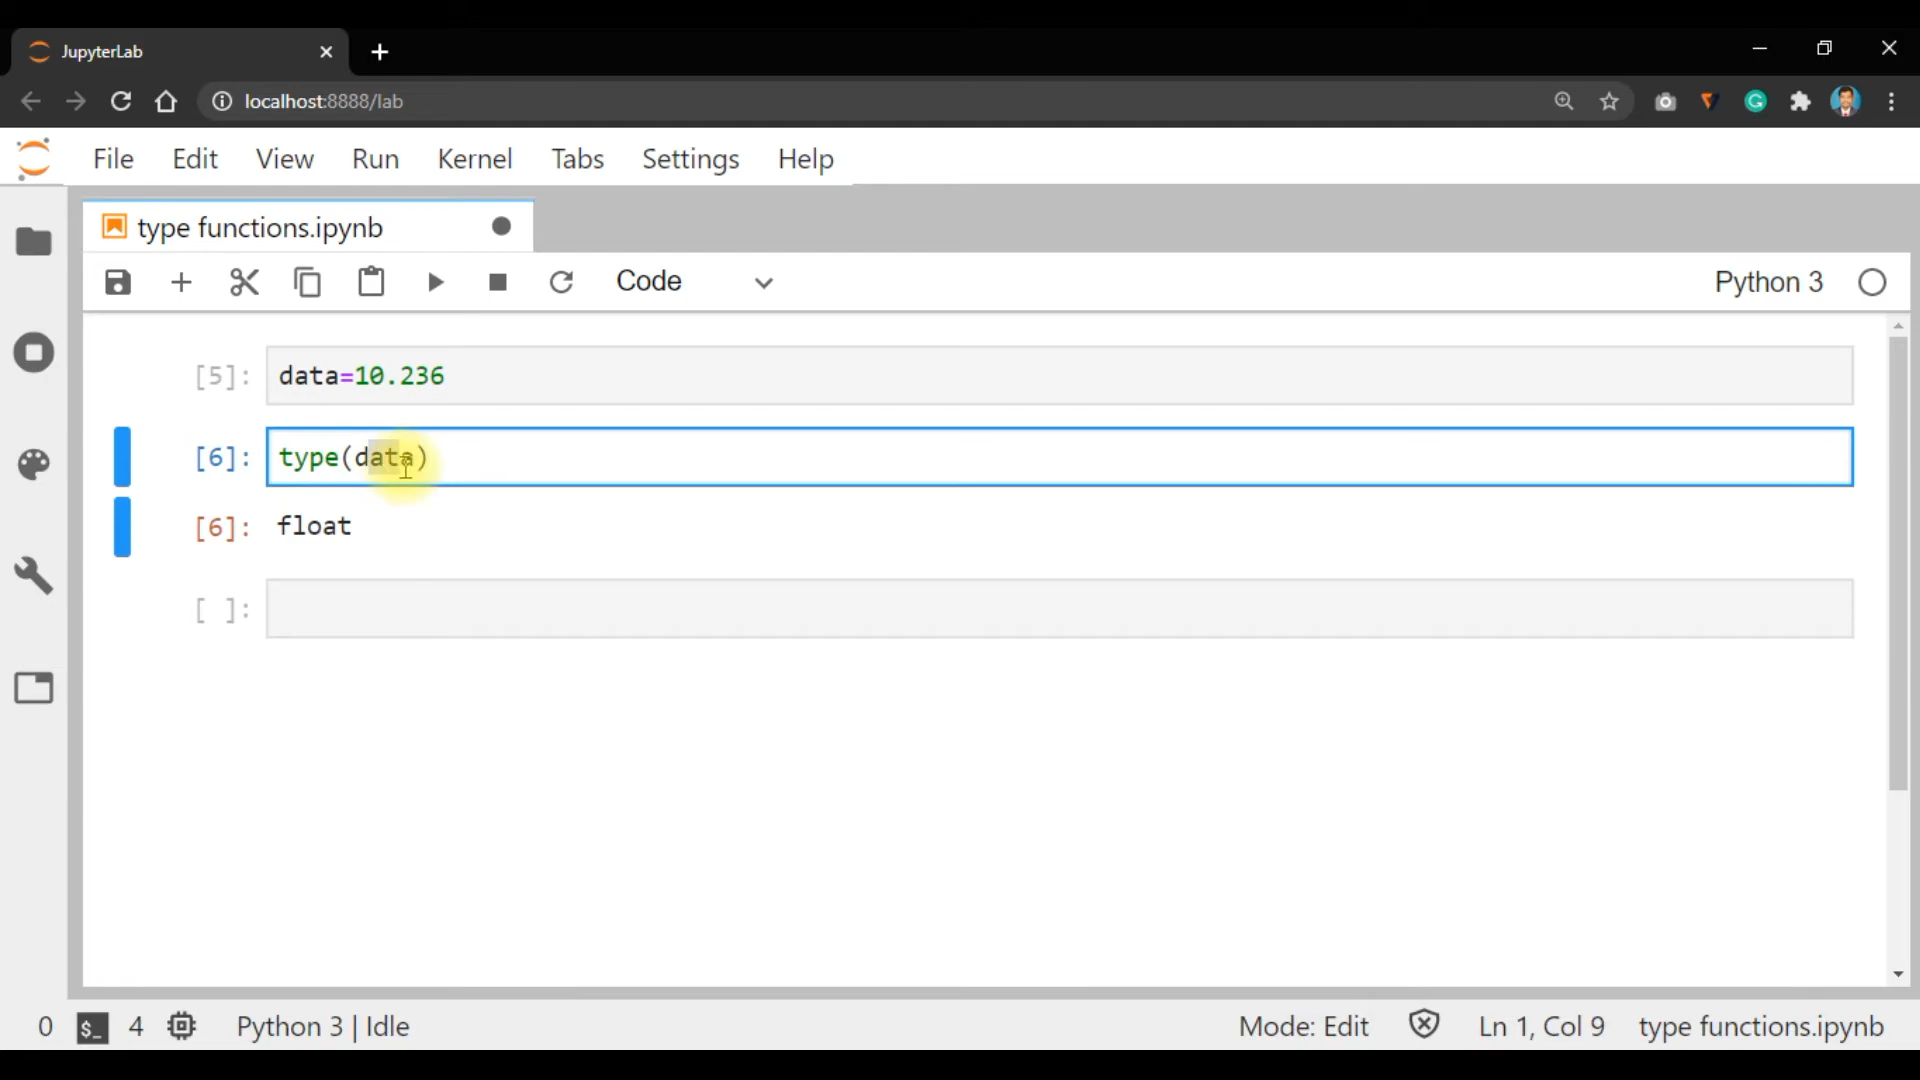 JupyterLab
localhost:8888/lab
File Edit View Run Kernel Tabs Settings Help
type functions.ipynb
Code Python 3
[5]: data=10.236
[6]: type(data)
[6]: float
[ ]:
0 $_ 4 Python 3 | Idle Mode: Edit Ln 1, Col 9 type functions.ipynb